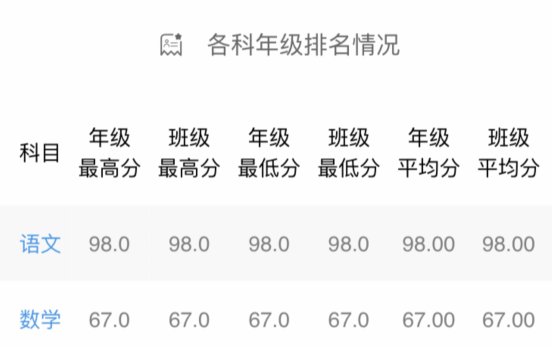 各科年级排名情况
科目 年级最高分 班级最高分 年级最低分 班级最低分 年级平均分 班级平均分
语文 98.0 98.0 98.0 98.0 98.00 98.00
数学 67.0 67.0 67.0 67.0 67.00 67.00